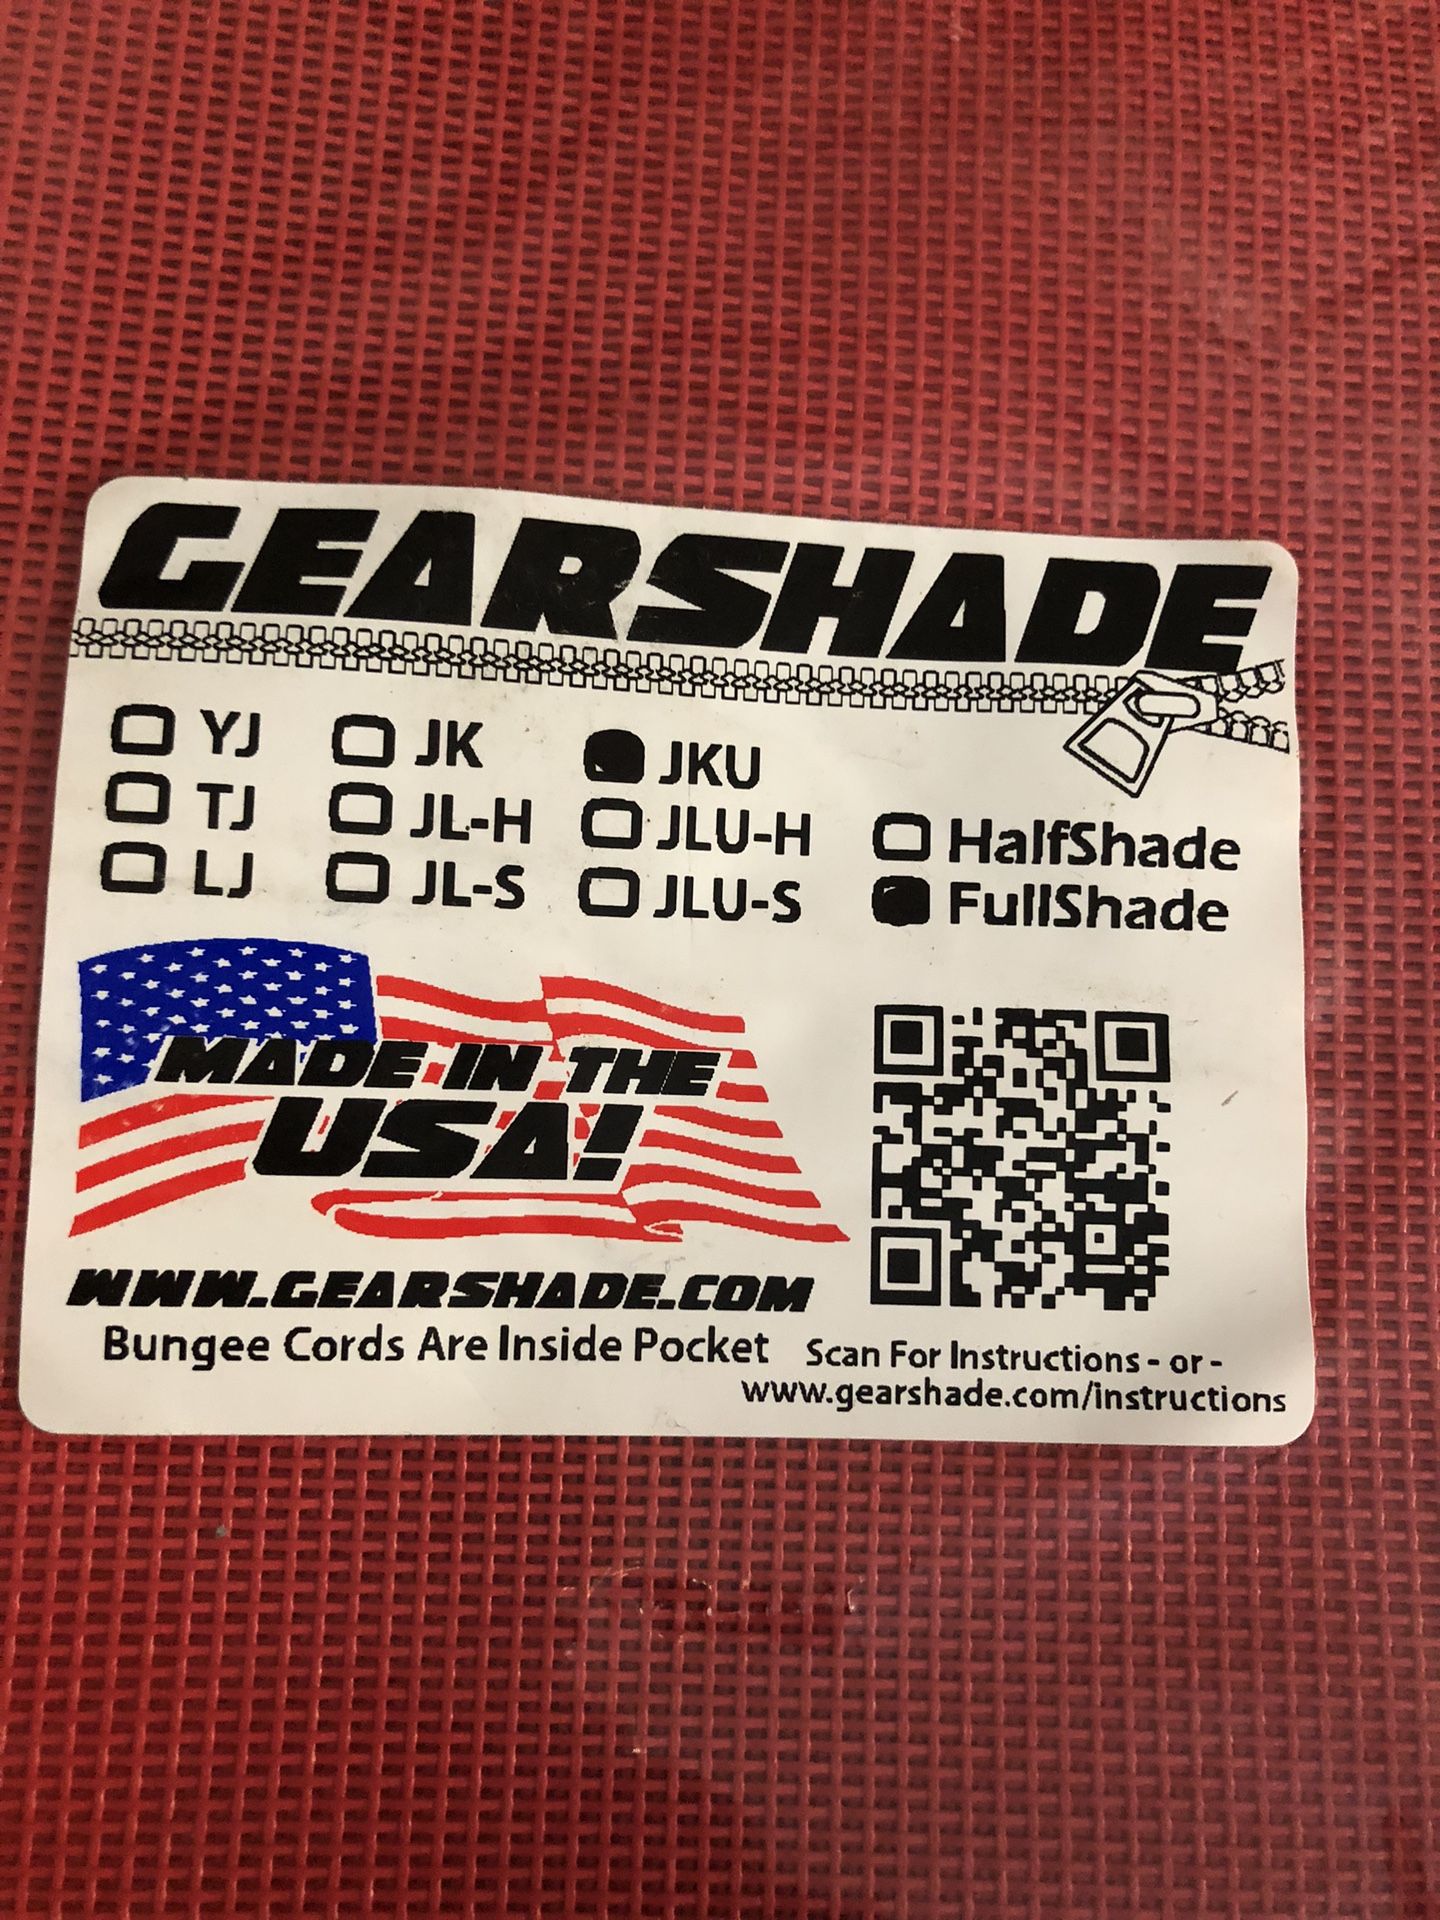 GEARSHADE
YJ JK JKU
TJ JL-H JLU-H HalfShade
LJ JL-S JLU-S FullShade
MADE IN THE
USA!
WWW.GEARSHADE.COM
Bungee Cords Are Inside Pocket
Scan For Instructions - or -
www.gearshade.com/instructions